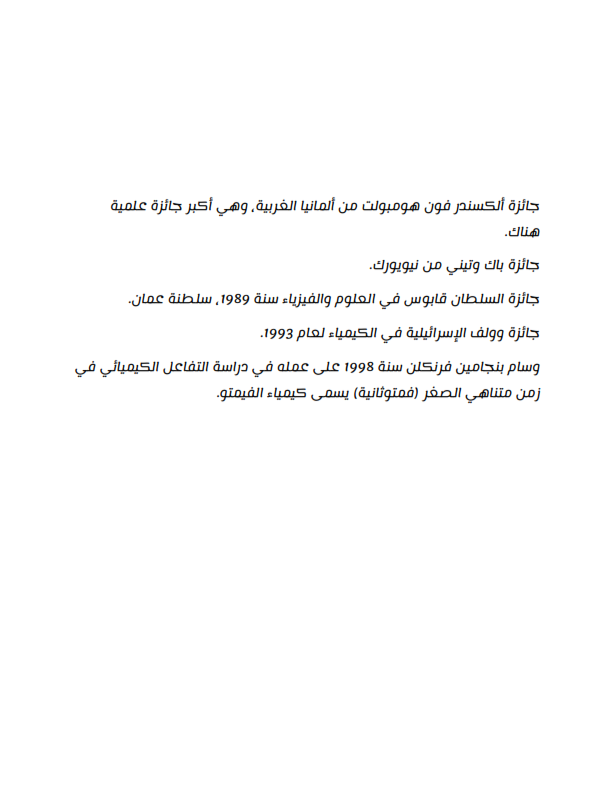 جائزة ألكسندر فون هومبولت من ألمانيا الغربية، وهي أكبر جائزة علمية
هناك.
جائزة باك وتيني من نيويورك.
جائزة السلطان قابوس في العلوم والفيزياء سنة 1989، سلطنة عمان.
جائزة وولف الإسرائيلية في الكيمياء لعام 1993.
وسام بنجامين فرنكلن سنة 1998 على عمله في دراسة التفاعل الكيميائي في
زمن متناهي الصغر (فمتوثانية) يسمى كيمياء الفيمتو.